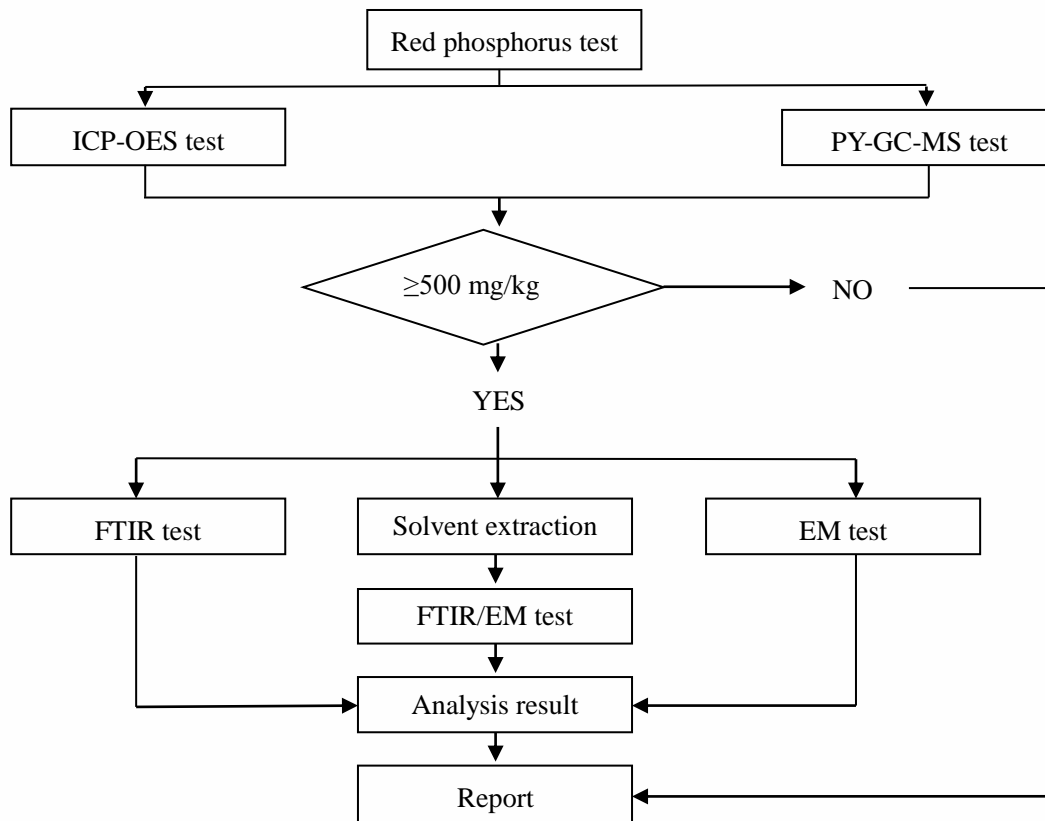 Red phosphorus test
ICP-OES test
PY-GC-MS test
≥500 mg/kg
NO
YES
FTIR test
Solvent extraction
EM test
FTIR/EM test
Analysis result
Report